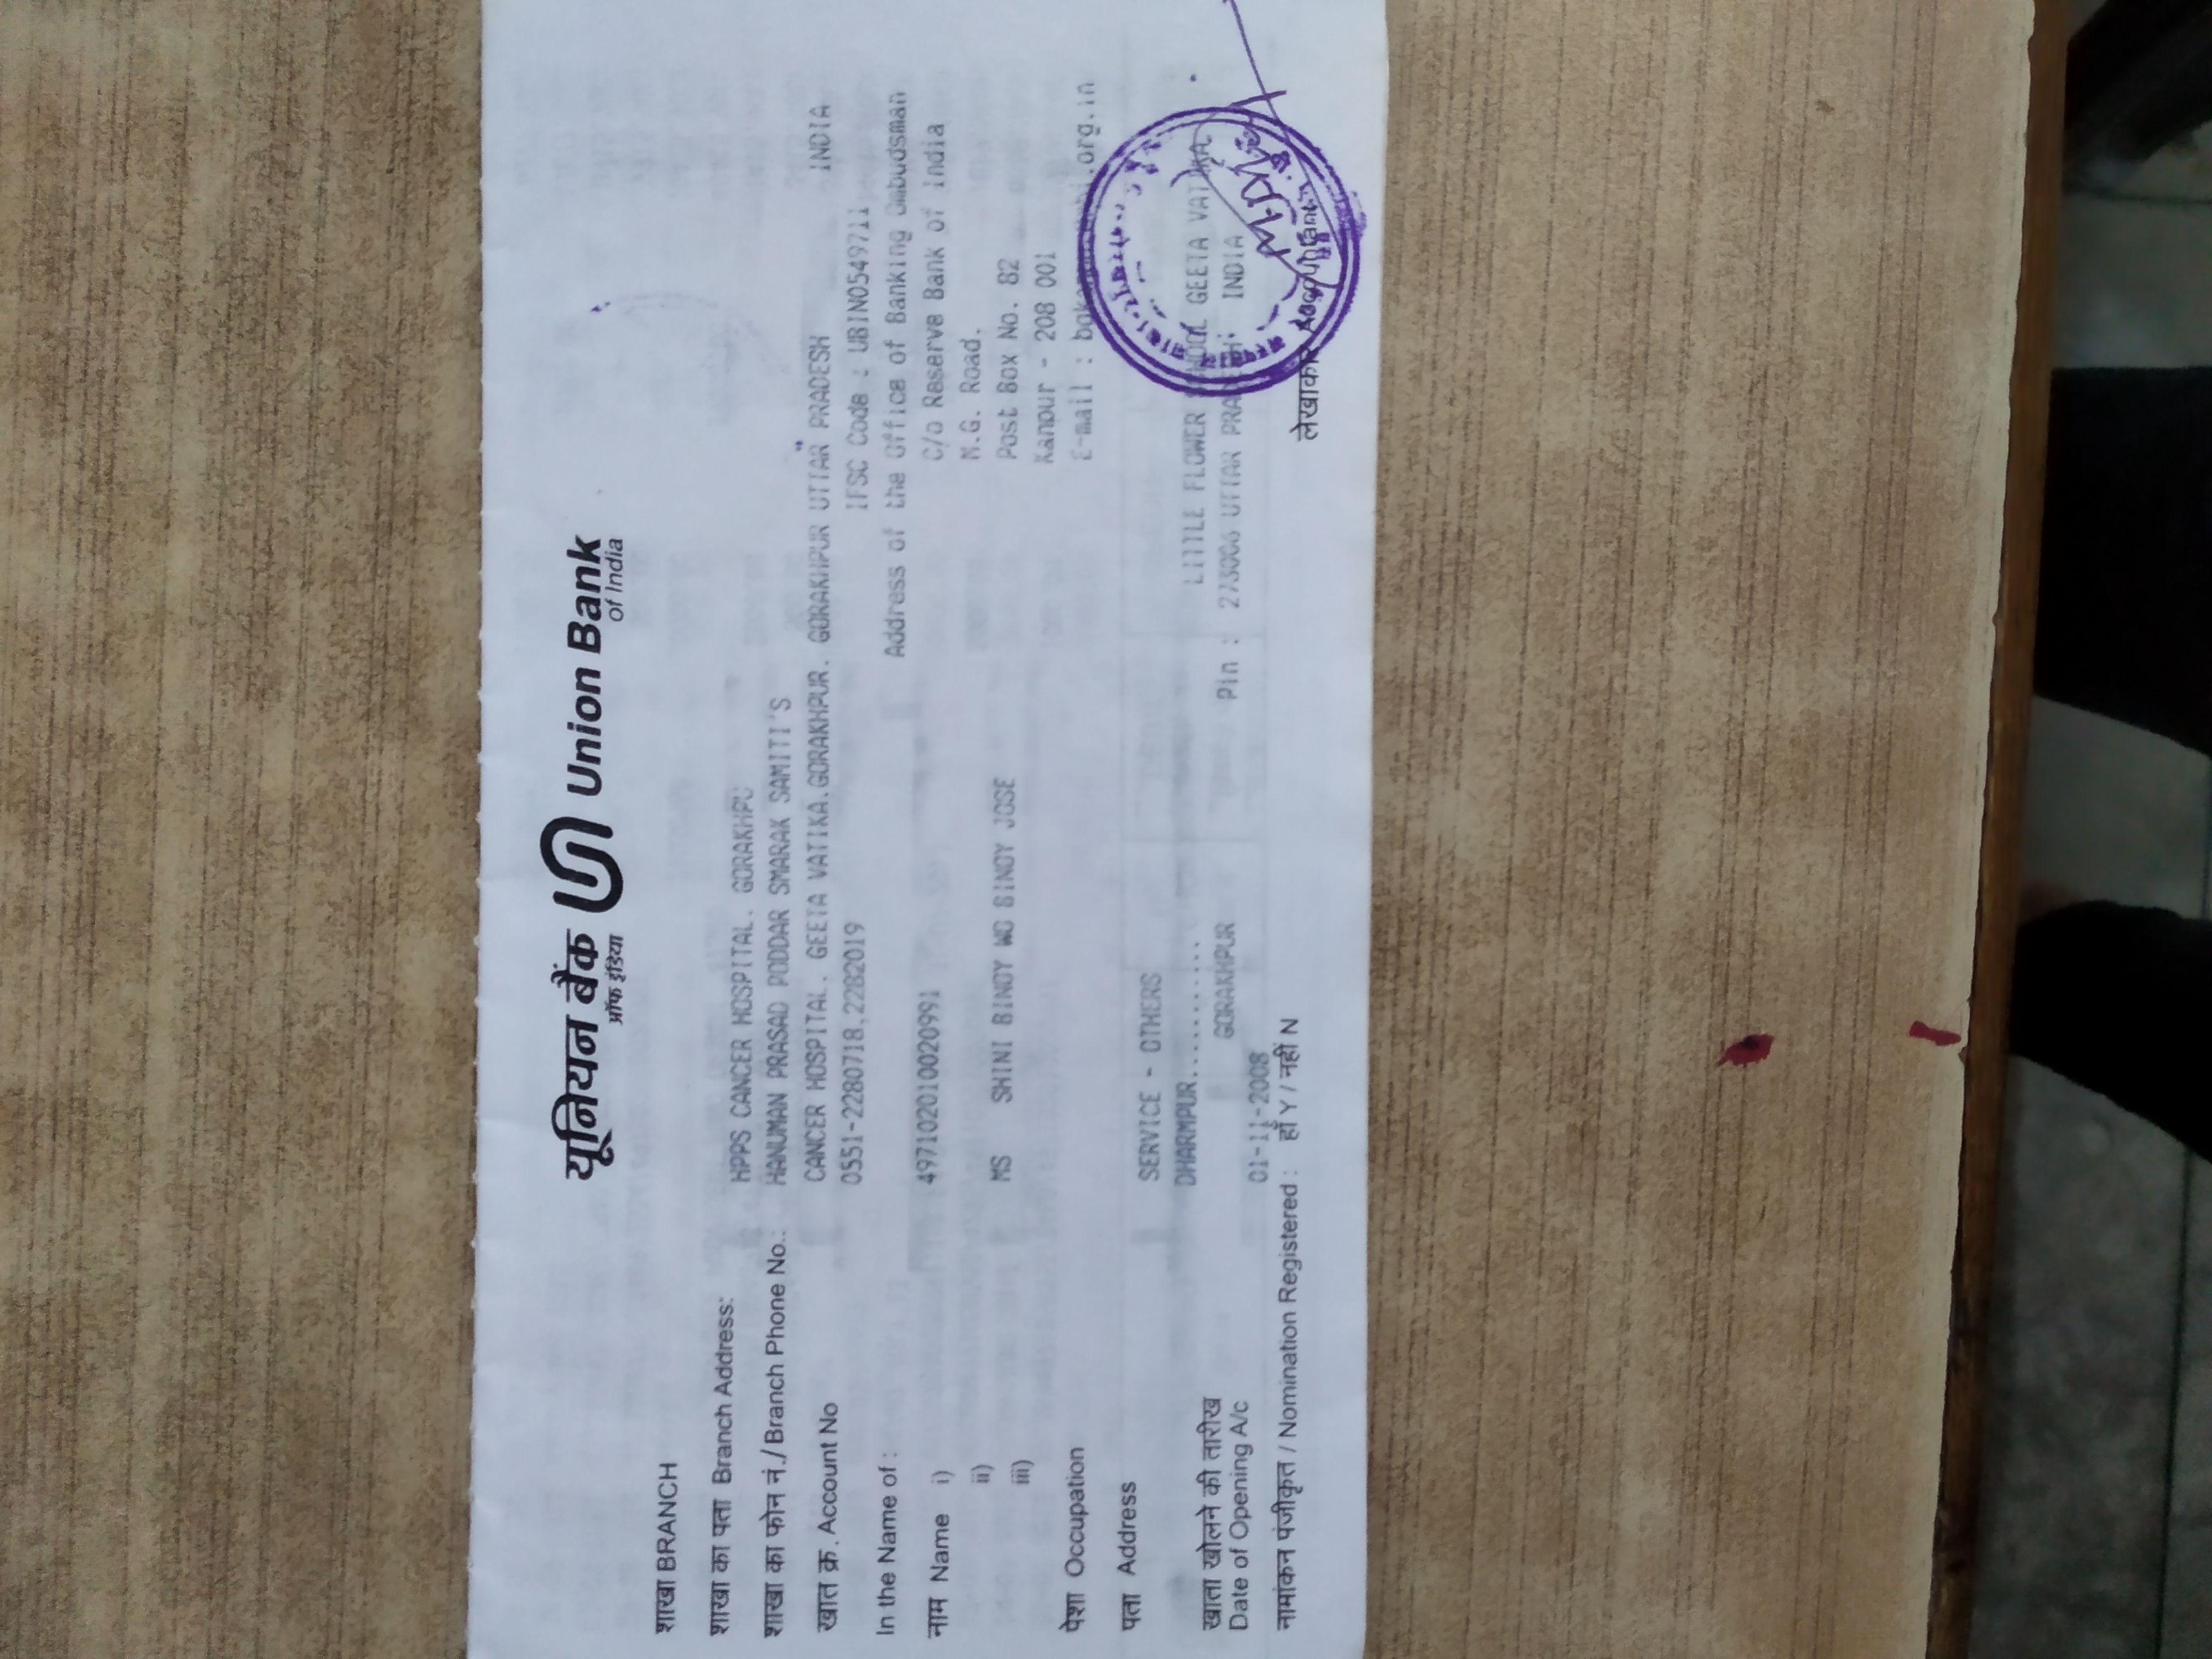 यूनियन बैंक Union Bank
ऑफ इंडिया of India
शाखा BRANCH
HPPS CANCER HOSPITAL. GORAKHPU
शाखा का पता Branch Address:
HANUMAN PRASAD PODDAR SMARAK SAMITI'S
शाखा का फोन नं./ Branch Phone No.:
CANCER HOSPITAL. GEETA VATIKA,GORAKHPUR. GORAKHPUR UTTAR PRADESH INDIA
0551-2280718,2282019 IFSC Code : UBIN0549711
खात क्र. Account No
Address of the Office of Banking Ombudsman
497102010020991 C/o Reserve Bank of India
In the Name of :
M.G. Road.
नाम Name i) MS SHINI BINOY WO BINOY JOSE Post Box No. 82
ii) Kanpur - 208 001
iii) E-mail : .org.in
पेशा Occupation
SERVICE - OTHERS
पता Address
DHARMPUR.......... LITTLE FLOWER GEETA VATIKA
GORAKHPUR Pin : 273006 UTTAR INDIA
खाता खोलने की तारीख
Date of Opening A/c 01-11-2008
नामांकन पंजीकृत / Nomination Registered : हाँ Y / नहीं N लेखाकार Accountant